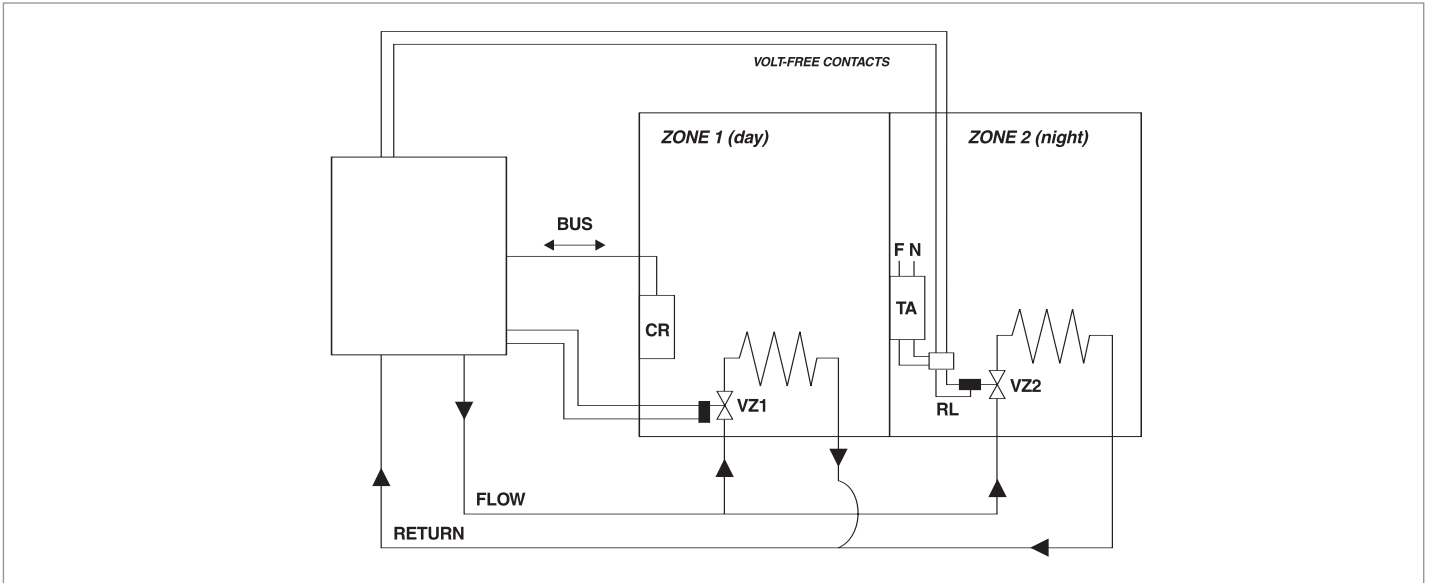 VOLT-FREE CONTACTS
ZONE 1 (day)
ZONE 2 (night)
BUS
F N
TA
CR
VZ2
VZ1
RL
FLOW
RETURN